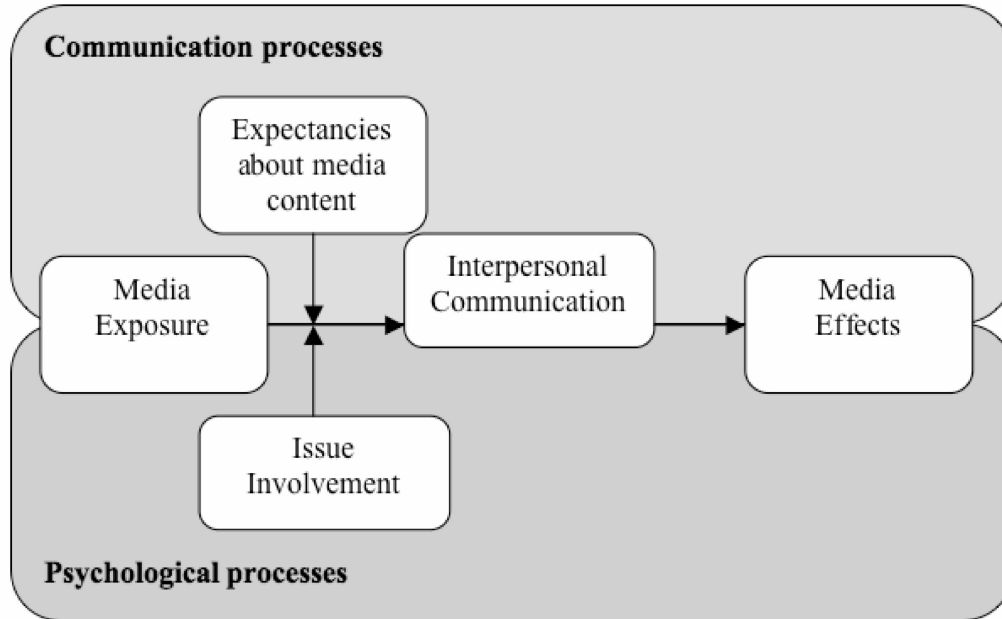 Communication processes
Expectancies
about media
content
Media
Exposure
Interpersonal
Communication
Media
Effects
Issue
Involvement
Psychological processes